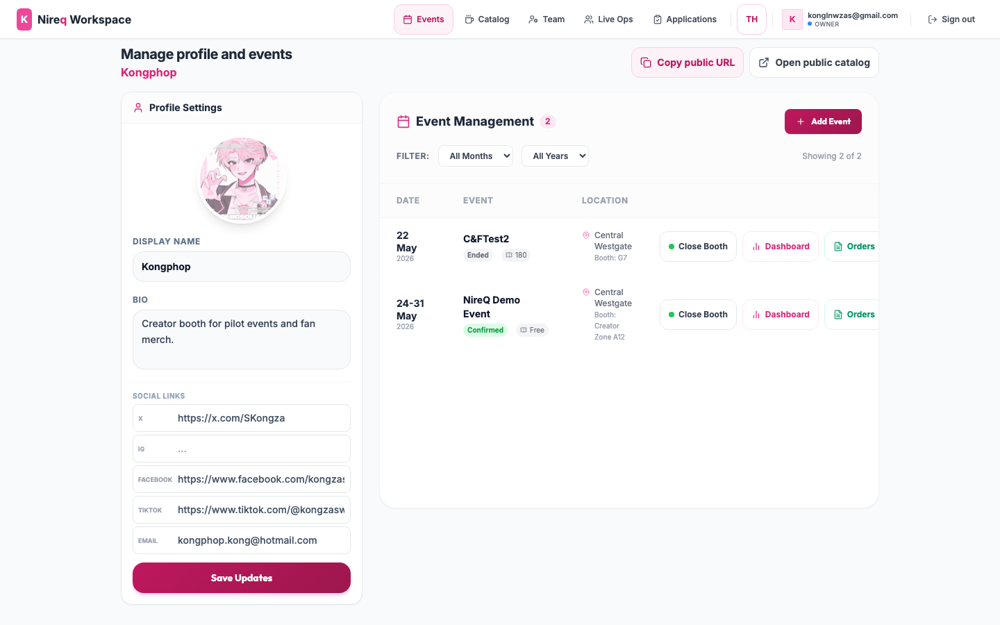 K Nireq Workspace
Events
Catalog
Team
Live Ops
Applications
TH
K
konglnwzas@gmail.com
OWNER
Sign out
Manage profile and events
Kongphop
Copy public URL
Open public catalog
Profile Settings
DISPLAY NAME
Kongphop
BIO
Creator booth for pilot events and fan
merch.
SOCIAL LINKS
X https://x.com/SKongza
IG ...
FACEBOOK https://www.facebook.com/kongzas
TIKTOK https://www.tiktok.com/@kongzasw
EMAIL kongphop.kong@hotmail.com
Save Updates
Event Management 2
Add Event
FILTER: All Months All Years
Showing 2 of 2
DATE EVENT LOCATION
22
May
2026
C&FTest2
Ended 180
Central
Westgate
Booth: G7
Close Booth Dashboard Orders
24-31
May
2026
NireQ Demo
Event
Confirmed Free
Central
Westgate
Booth:
Creator
Zone A12
Close Booth Dashboard Orders